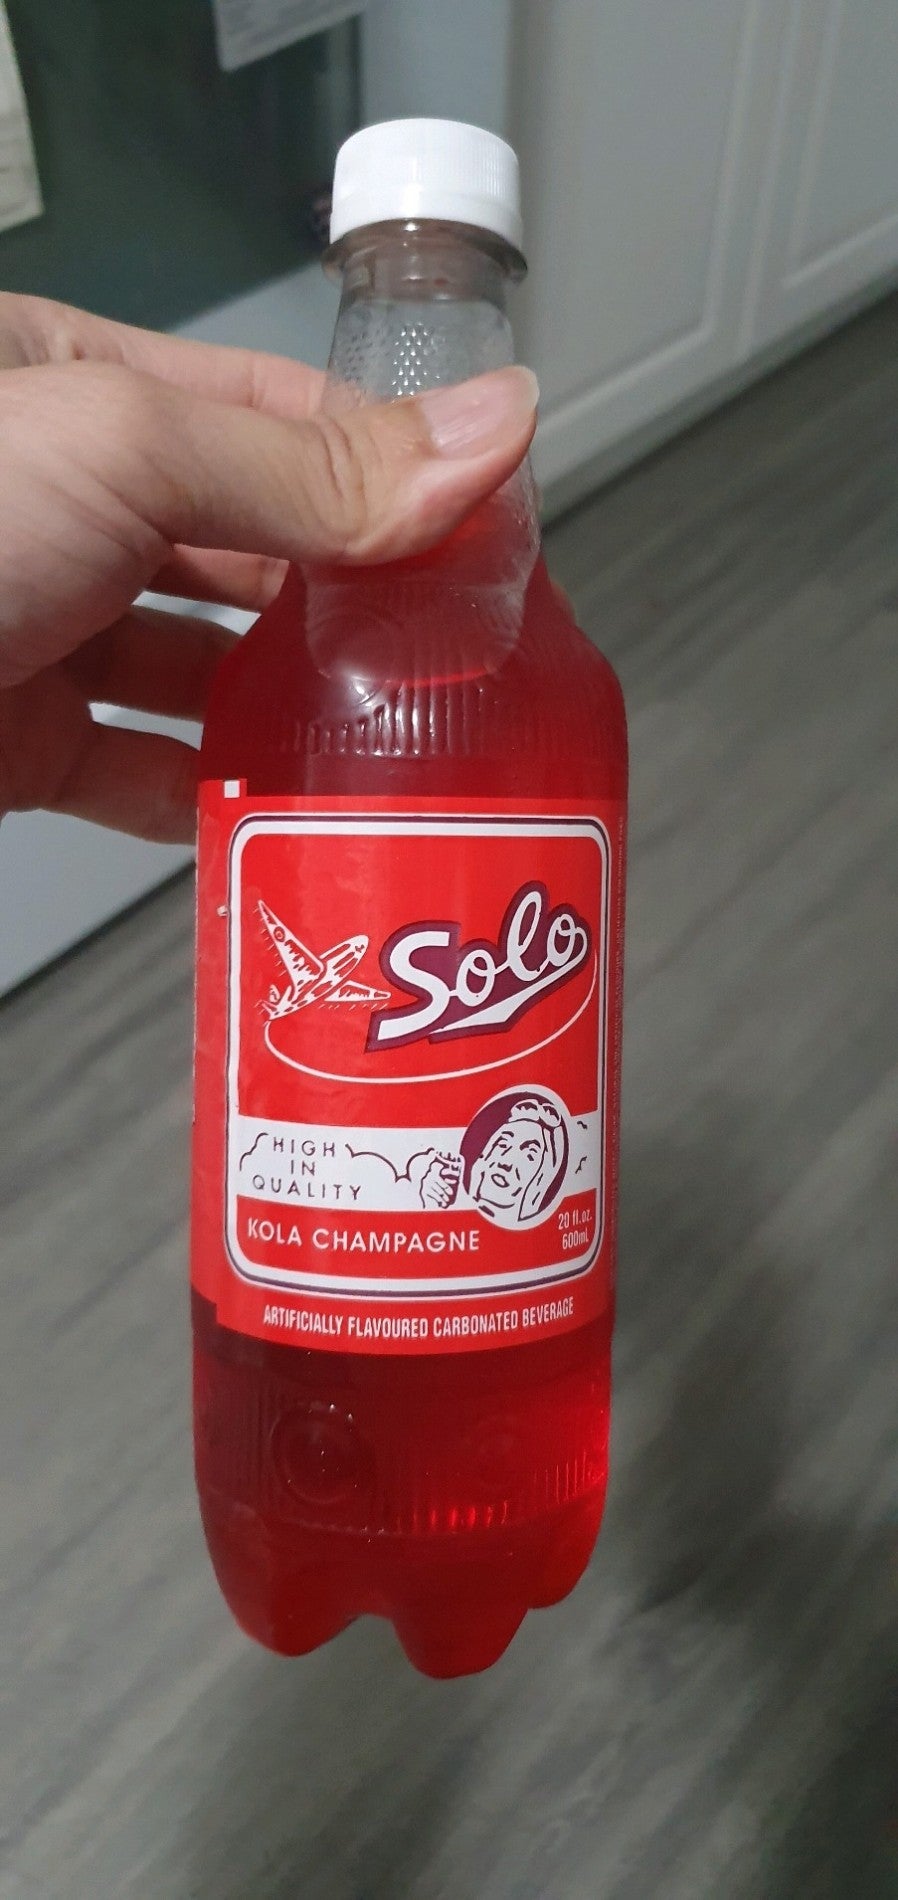 Solo
HIGH
IN
QUALITY
KOLA CHAMPAGNE
20 fl.oz.
600mL
ARTIFICIALLY FLAVOURED CARBONATED BEVERAGE